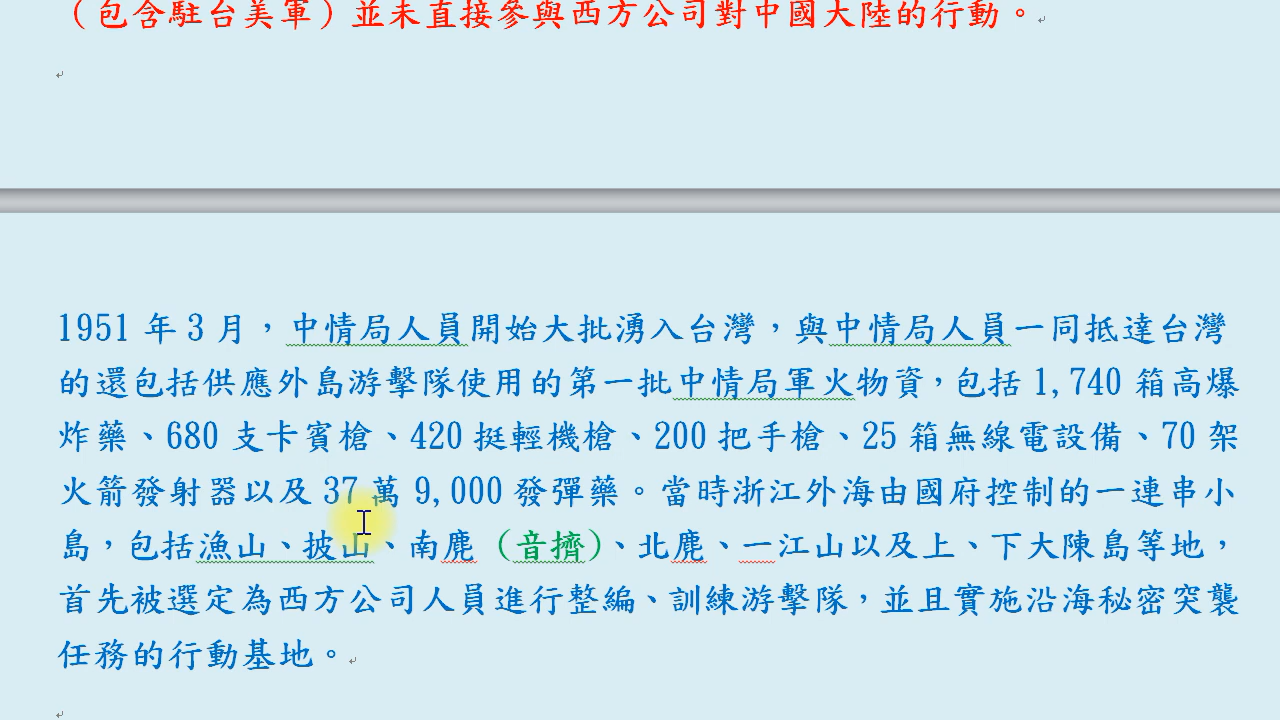 （包含駐台美軍）並未直接參與西方公司對中國大陸的行動。
1951 年 3 月，中情局人員開始大批湧入台灣，與中情局人員一同抵達台灣
的還包括供應外島游擊隊使用的第一批中情局軍火物資，包括 1,740 箱高爆
炸藥、680 支卡賓槍、420 挺輕機槍、200 把手槍、25 箱無線電設備、70 架
火箭發射器以及 37 萬 9,000 發彈藥。當時浙江外海由國府控制的一連串小
島，包括漁山、披山、南麂（音擠）、北麂、一江山以及上、下大陳島等地，
首先被選定為西方公司人員進行整編、訓練游擊隊，並且實施沿海秘密突襲
任務的行動基地。